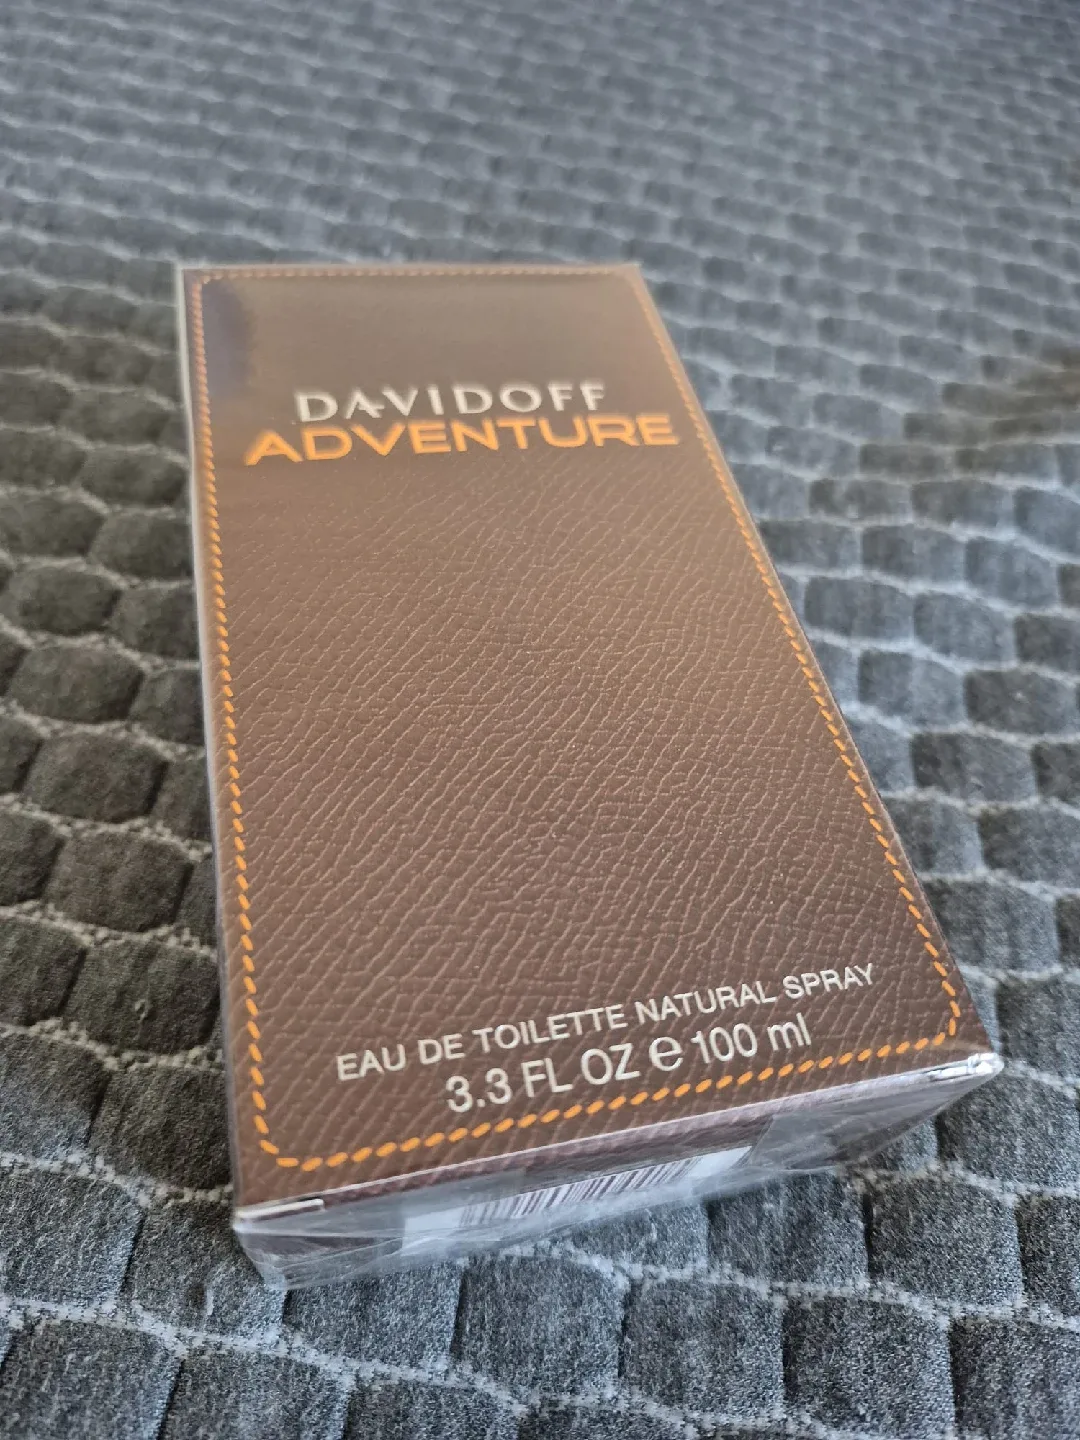 DAVIDOFF
ADVENTURE
EAU DE TOILETTE NATURAL SPRAY
3.3 FL OZ ℮ 100 ml